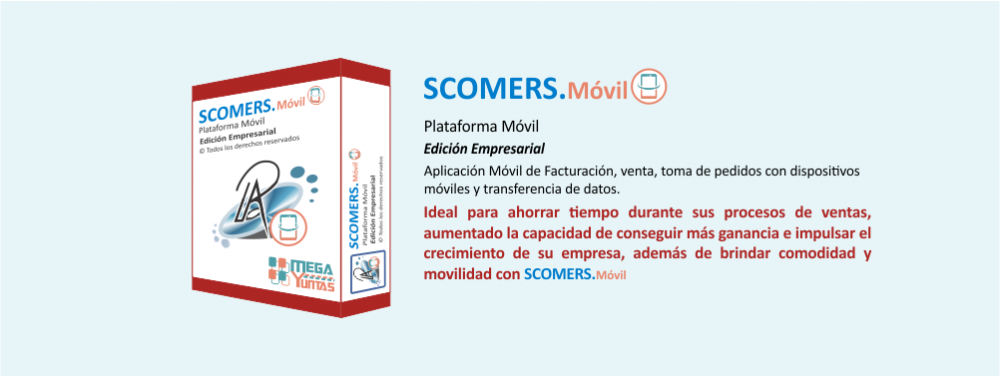 SCOMERS.Móvil
Plataforma Móvil
Edición Empresarial
© Todos los derechos reservados
MEGA
YUNTAS
SCOMERS.Móvil
Plataforma Móvil
Edición Empresarial
© Todos los derechos reservados
SCOMERS.Móvil
Plataforma Móvil
Edición Empresarial
Aplicación Móvil de Facturación, venta, toma de pedidos con dispositivos
móviles y transferencia de datos.
Ideal para ahorrar tiempo durante sus procesos de ventas,
aumentado la capacidad de conseguir más ganancia e impulsar el
crecimiento de su empresa, además de brindar comodidad y
movilidad con SCOMERS.Móvil